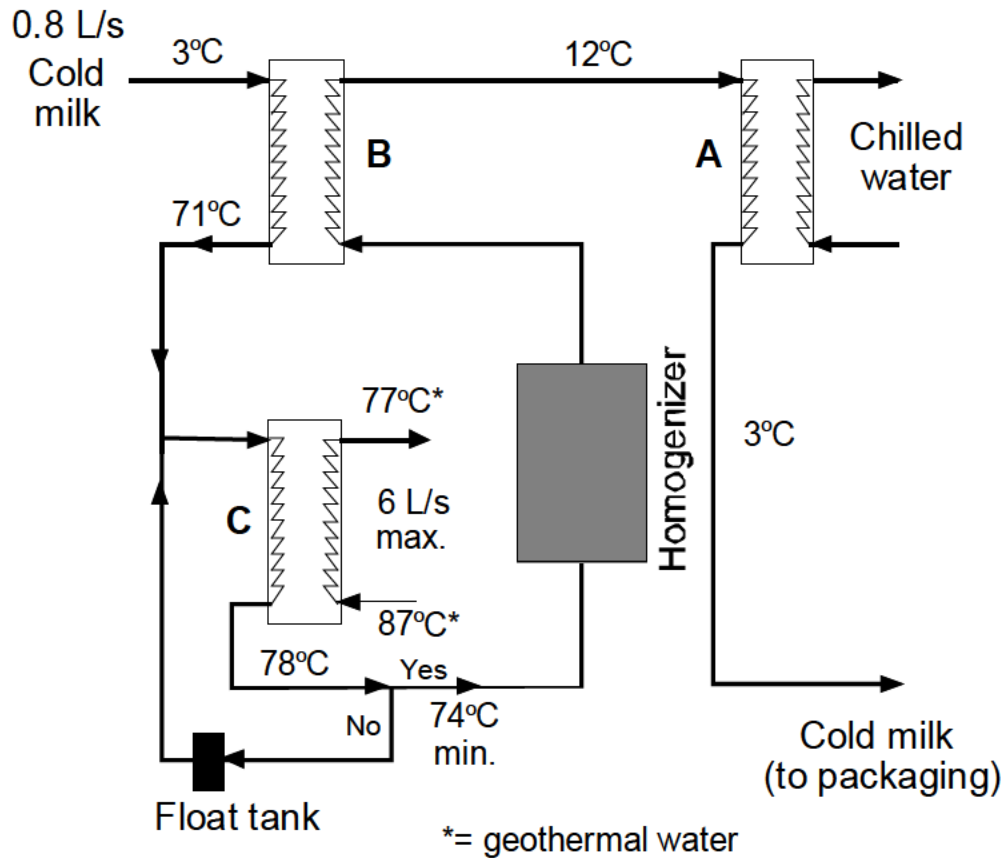 0.8 L/s
Cold
milk
3ºC
12ºC
B
A
Chilled
water
71ºC
77ºC*
C
6 L/s
max.
87ºC*
Homogenizer
3ºC
78ºC
Yes
No
74ºC
min.
Float tank
Cold milk
(to packaging)
*= geothermal water